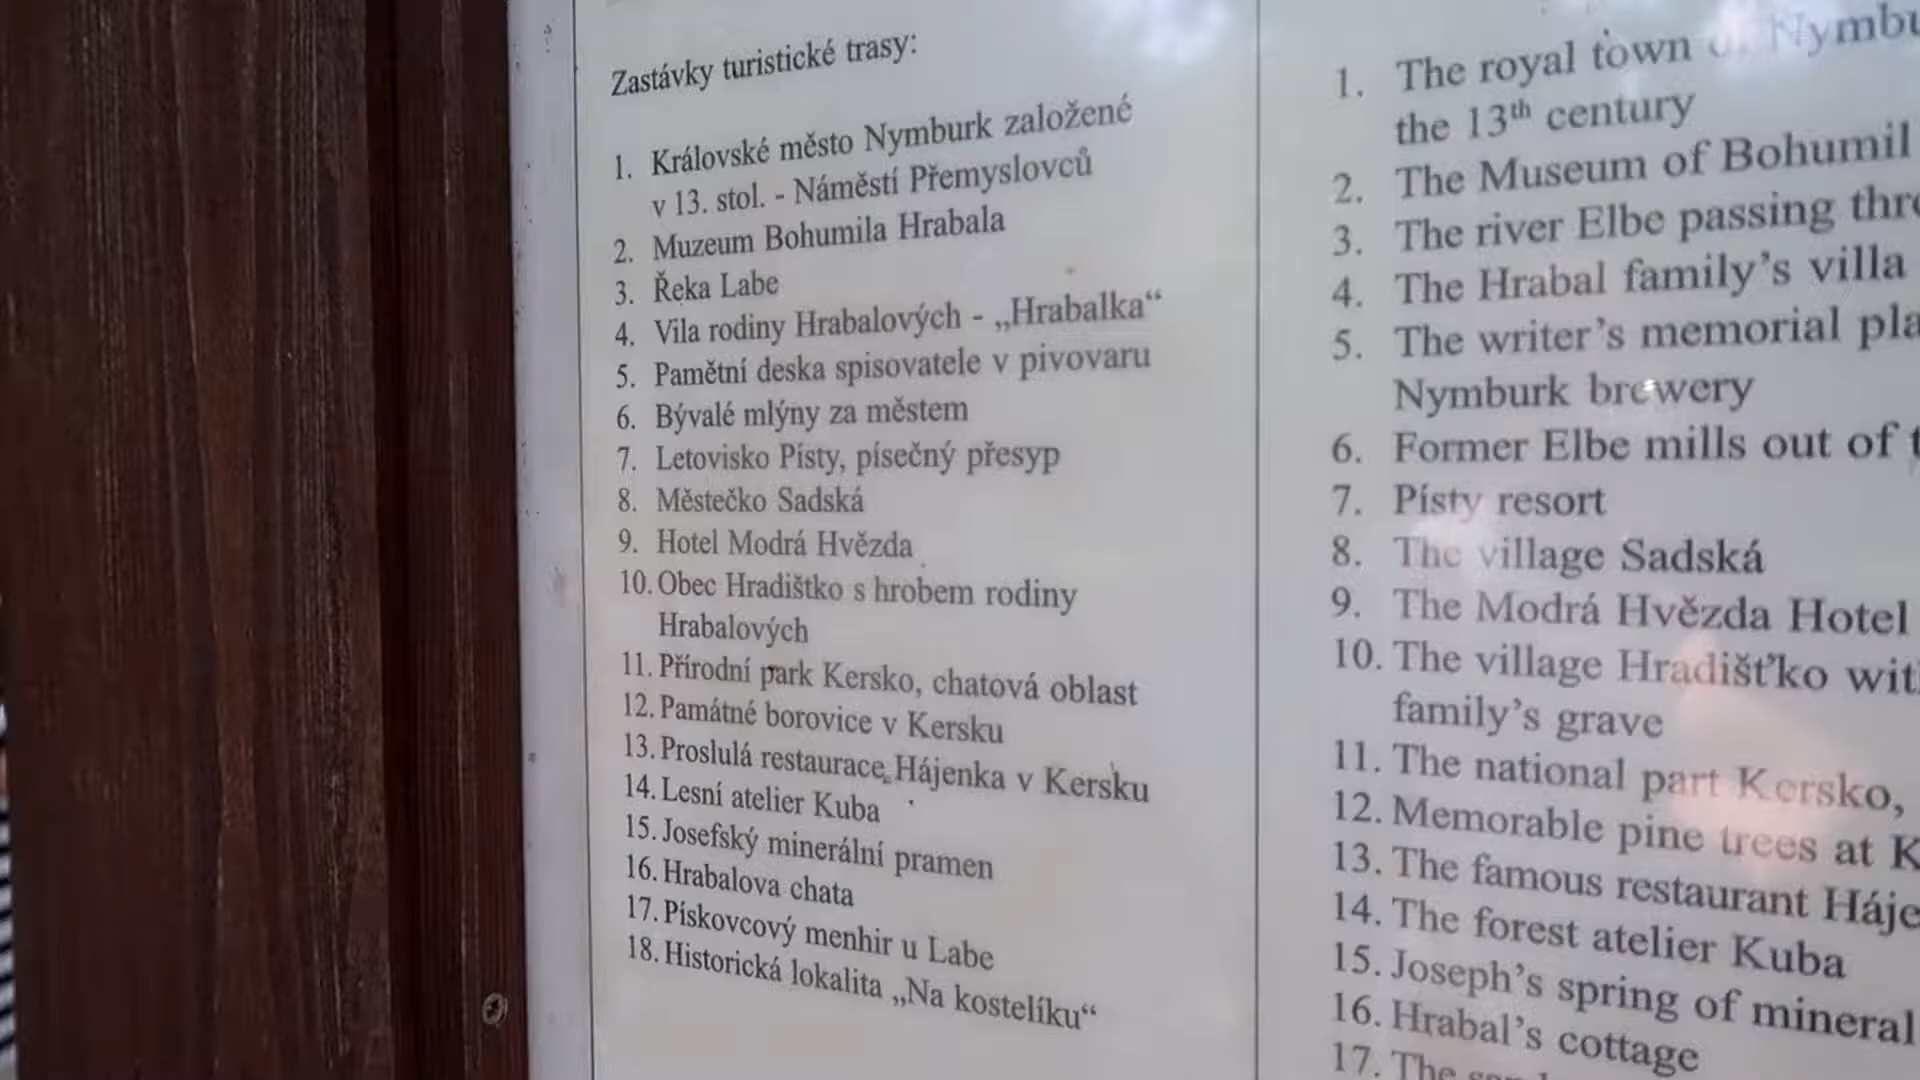 Zastávky turistické trasy:
1. Královské město Nymburk založené
v 13. stol. - Náměstí Přemyslovců
2. Muzeum Bohumila Hrabala
3. Řeka Labe
4. Vila rodiny Hrabalových - „Hrabalka“
5. Pamětní deska spisovatele v pivovaru
6. Bývalé mlýny za městem
7. Letovisko Písty, písečný přesyp
8. Městečko Sadská
9. Hotel Modrá Hvězda
10. Obec Hradištko s hrobem rodiny
Hrabalových
11. Přírodní park Kersko, chatová oblast
12. Památné borovice v Kersku
13. Proslulá restaurace Hájenka v Kersku
14. Lesní atelier Kuba
15. Josefský minerální pramen
16. Hrabalova chata
17. Pískovcový menhir u Labe
18. Historická lokalita „Na kostelíku“
1. The royal town
the 13th century
2. The Museum of Bohumil
3. The river Elbe passing
4. The Hrabal family’s villa
5. The writer’s memorial
Nymburk brewery
6. Former Elbe mills out of
7. Písty resort
8. The village Sadská
9. The Modrá Hvězda Hotel
10. The village Hradišťko
family’s grave
11. The national part Kersko,
12. Memorable pine trees at
13. The famous restaurant
14. The forest atelier Kuba
15. Joseph’s spring of mineral
16. Hrabal’s cottage
17. The